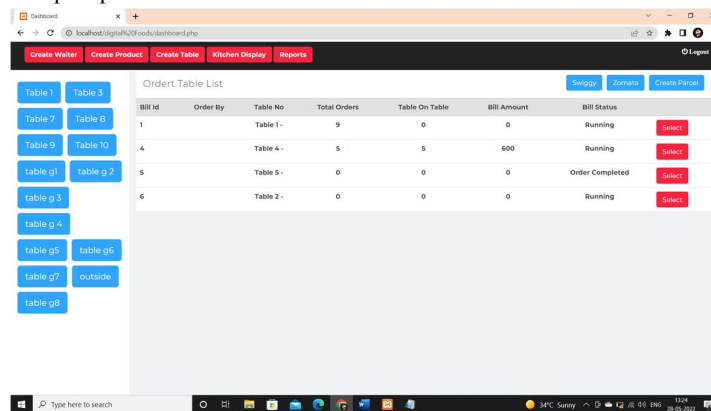 Dashboard
localhost/digital%20Foods/dashboard.php
Create Waiter Create Product Create Table Kitchen Display Reports Logout
Table 1 Table 3
Table 7 Table 8
Table 9 Table 10
table g1 table g 2
table g 3
table g 4
table g5 table g6
table g7 outside
table g8
Ordert Table List Swiggy Zomato Create Parcel
Bill Id Order By Table No Total Orders Table On Table Bill Amount Bill Status
1 Table 1 - 9 0 0 Running Select
4 Table 4 - 5 5 600 Running Select
5 Table 5 - 0 0 0 Order Completed Select
6 Table 2 - 0 0 0 Running Select
Type here to search 34°C Sunny ENG 13:24
28-05-2022